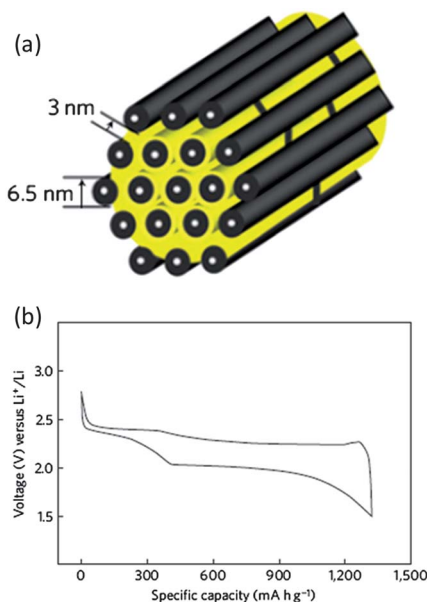 (a)
3 nm
6.5 nm
(b)
Voltage (V) versus Li⁺/Li
3.0
2.5
2.0
1.5
0 300 600 900 1,200 1,500
Specific capacity (mA h g⁻¹)